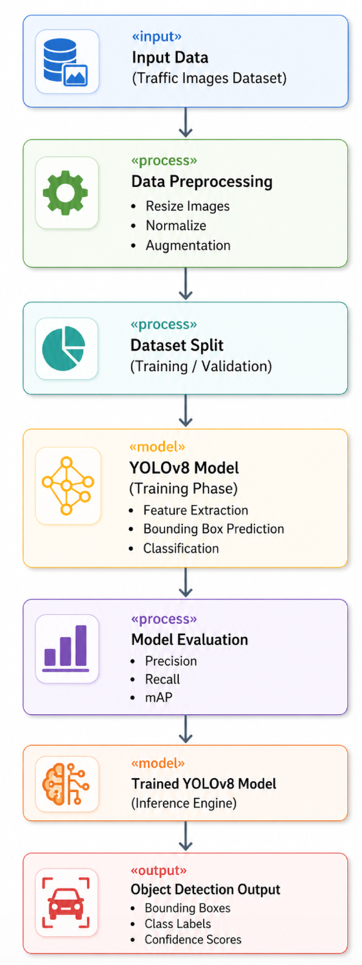 «input»
Input Data
(Traffic Images Dataset)
«process»
Data Preprocessing
• Resize Images
• Normalize
• Augmentation
«process»
Dataset Split
(Training / Validation)
«model»
YOLOv8 Model
(Training Phase)
• Feature Extraction
• Bounding Box Prediction
• Classification
«process»
Model Evaluation
• Precision
• Recall
• mAP
«model»
Trained YOLOv8 Model
(Inference Engine)
«output»
Object Detection Output
• Bounding Boxes
• Class Labels
• Confidence Scores